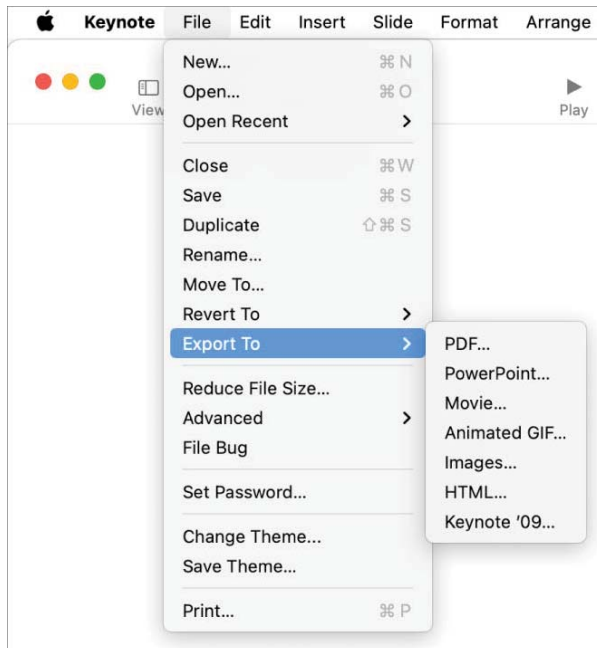 Keynote File Edit Insert Slide Format Arrange
View
Play
New... ⌘ N
Open... ⌘ O
Open Recent >
Close ⌘ W
Save ⌘ S
Duplicate ⇧ ⌘ S
Rename...
Move To...
Revert To >
Export To >
Reduce File Size...
Advanced >
File Bug
Set Password...
Change Theme...
Save Theme...
Print... ⌘ P
PDF...
PowerPoint...
Movie...
Animated GIF...
Images...
HTML...
Keynote '09...